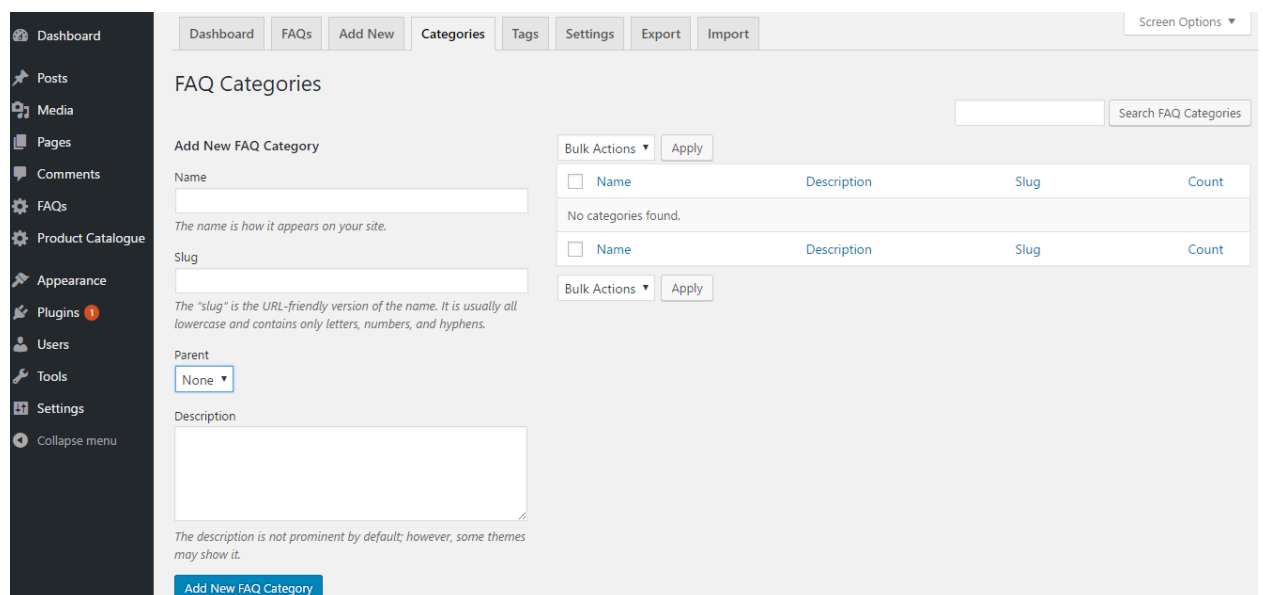 Dashboard
Posts
Media
Pages
Comments
FAQs
Product Catalogue
Appearance
Plugins 1
Users
Tools
Settings
Collapse menu
Dashboard FAQs Add New Categories Tags Settings Export Import
Screen Options ▼
FAQ Categories
Search FAQ Categories
Add New FAQ Category
Name
The name is how it appears on your site.
Slug
The "slug" is the URL-friendly version of the name. It is usually all
lowercase and contains only letters, numbers, and hyphens.
Parent
None ▼
Description
The description is not prominent by default; however, some themes
may show it.
Add New FAQ Category
Bulk Actions ▼ Apply
Name Description Slug Count
No categories found.
Name Description Slug Count
Bulk Actions ▼ Apply